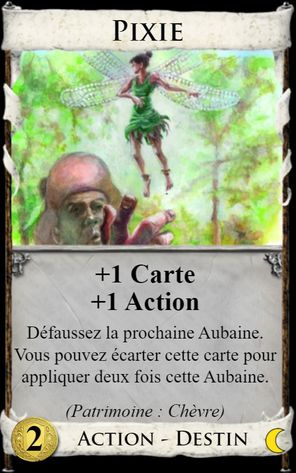 PIXIE
+1 Carte
+1 Action
Défaussez la prochaine Aubaine.
Vous pouvez écarter cette carte pour
appliquer deux fois cette Aubaine.
(Patrimoine : Chèvre)
2 ACTION - DESTIN